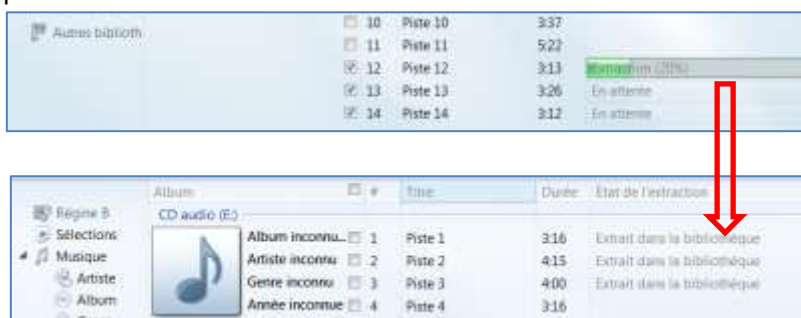 10 Piste 10 3:37
Autres biblioth
11 Piste 11 5:22
12 Piste 12 3:13 Extraction (20%)
13 Piste 13 3:26 En attente
14 Piste 14 3:12 En attente
Album # Titre Durée État de l'extraction
Régine B CD audio (E:)
Sélections Album inconnu... 1 Piste 1 3:16 Extrait dans la bibliothèque
Musique Artiste inconnu 2 Piste 2 4:15 Extrait dans la bibliothèque
Artiste Genre inconnu 3 Piste 3 4:00 Extrait dans la bibliothèque
Album Année inconnue 4 Piste 4 3:16